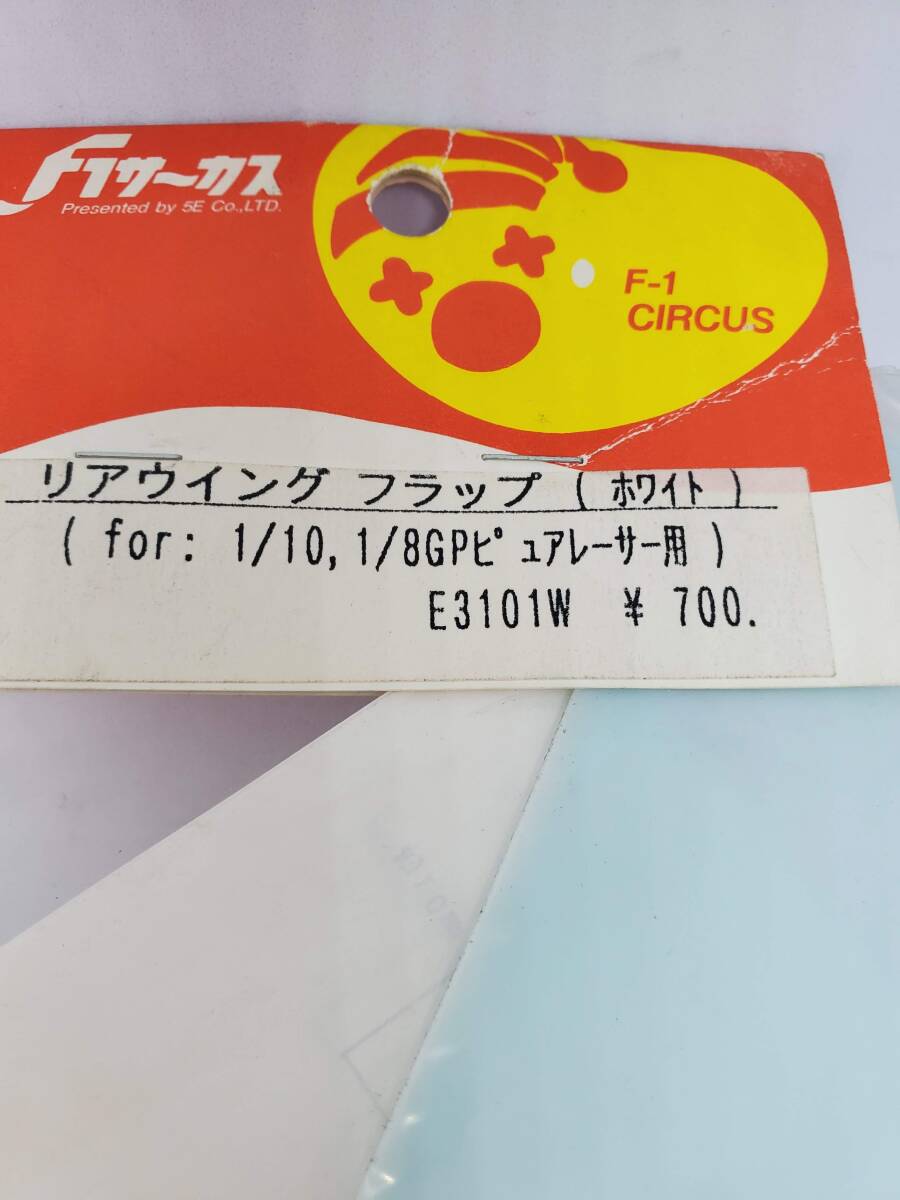 F1サーカス
Presented by 5E Co.,LTD.
F-1
CIRCUS
リアウイング フラップ ( ﾎワイト )
( for: 1/10, 1/8GPピュアレーサー用 )
E3101W ¥ 700.